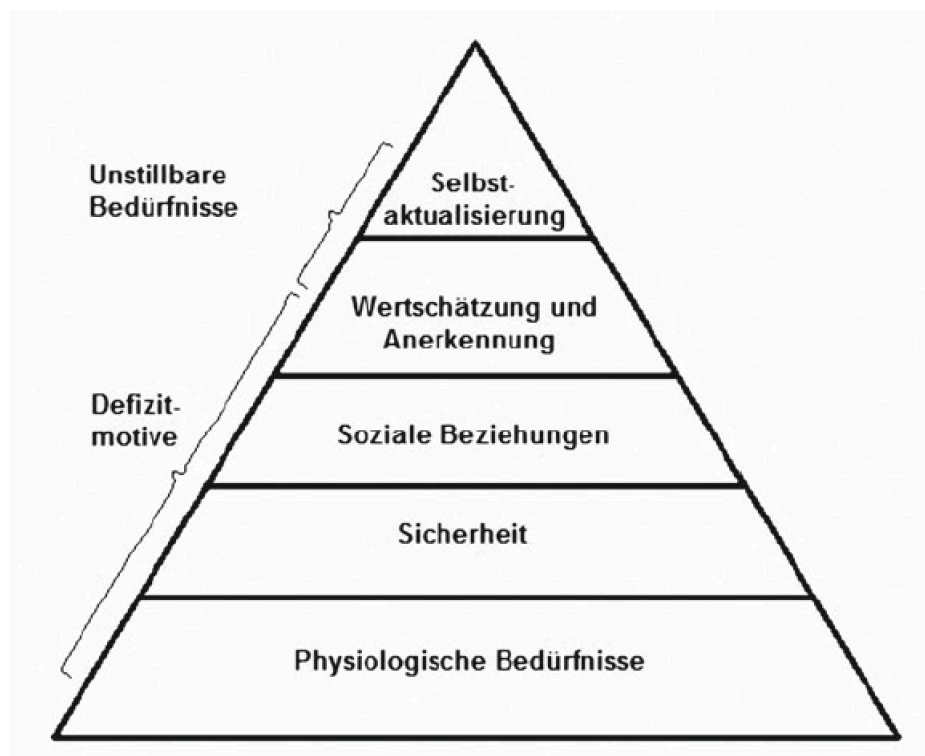 Unstillbare
Bedürfnisse
Selbst-
aktualisierung
Wertschätzung und
Anerkennung
Defizit-
motive
Soziale Beziehungen
Sicherheit
Physiologische Bedürfnisse